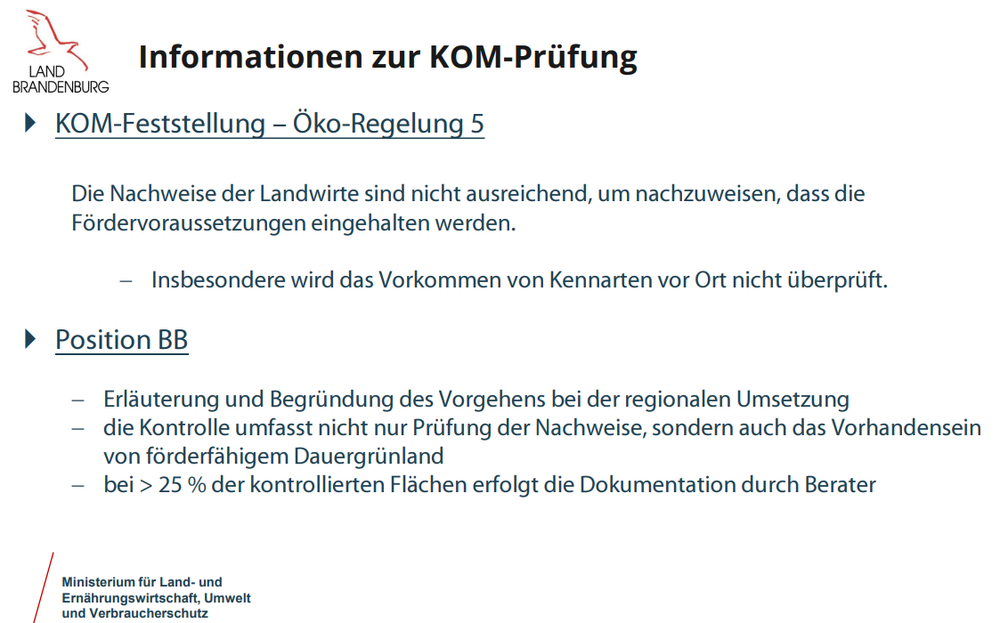 LAND
BRANDENBURG
Informationen zur KOM-Prüfung
KOM-Feststellung – Öko-Regelung 5
Die Nachweise der Landwirte sind nicht ausreichend, um nachzuweisen, dass die
Fördervoraussetzungen eingehalten werden.
– Insbesondere wird das Vorkommen von Kennarten vor Ort nicht überprüft.
Position BB
– Erläuterung und Begründung des Vorgehens bei der regionalen Umsetzung
– die Kontrolle umfasst nicht nur Prüfung der Nachweise, sondern auch das Vorhandensein
von förderfähigem Dauergrünland
– bei > 25 % der kontrollierten Flächen erfolgt die Dokumentation durch Berater
Ministerium für Land- und
Ernährungswirtschaft, Umwelt
und Verbraucherschutz